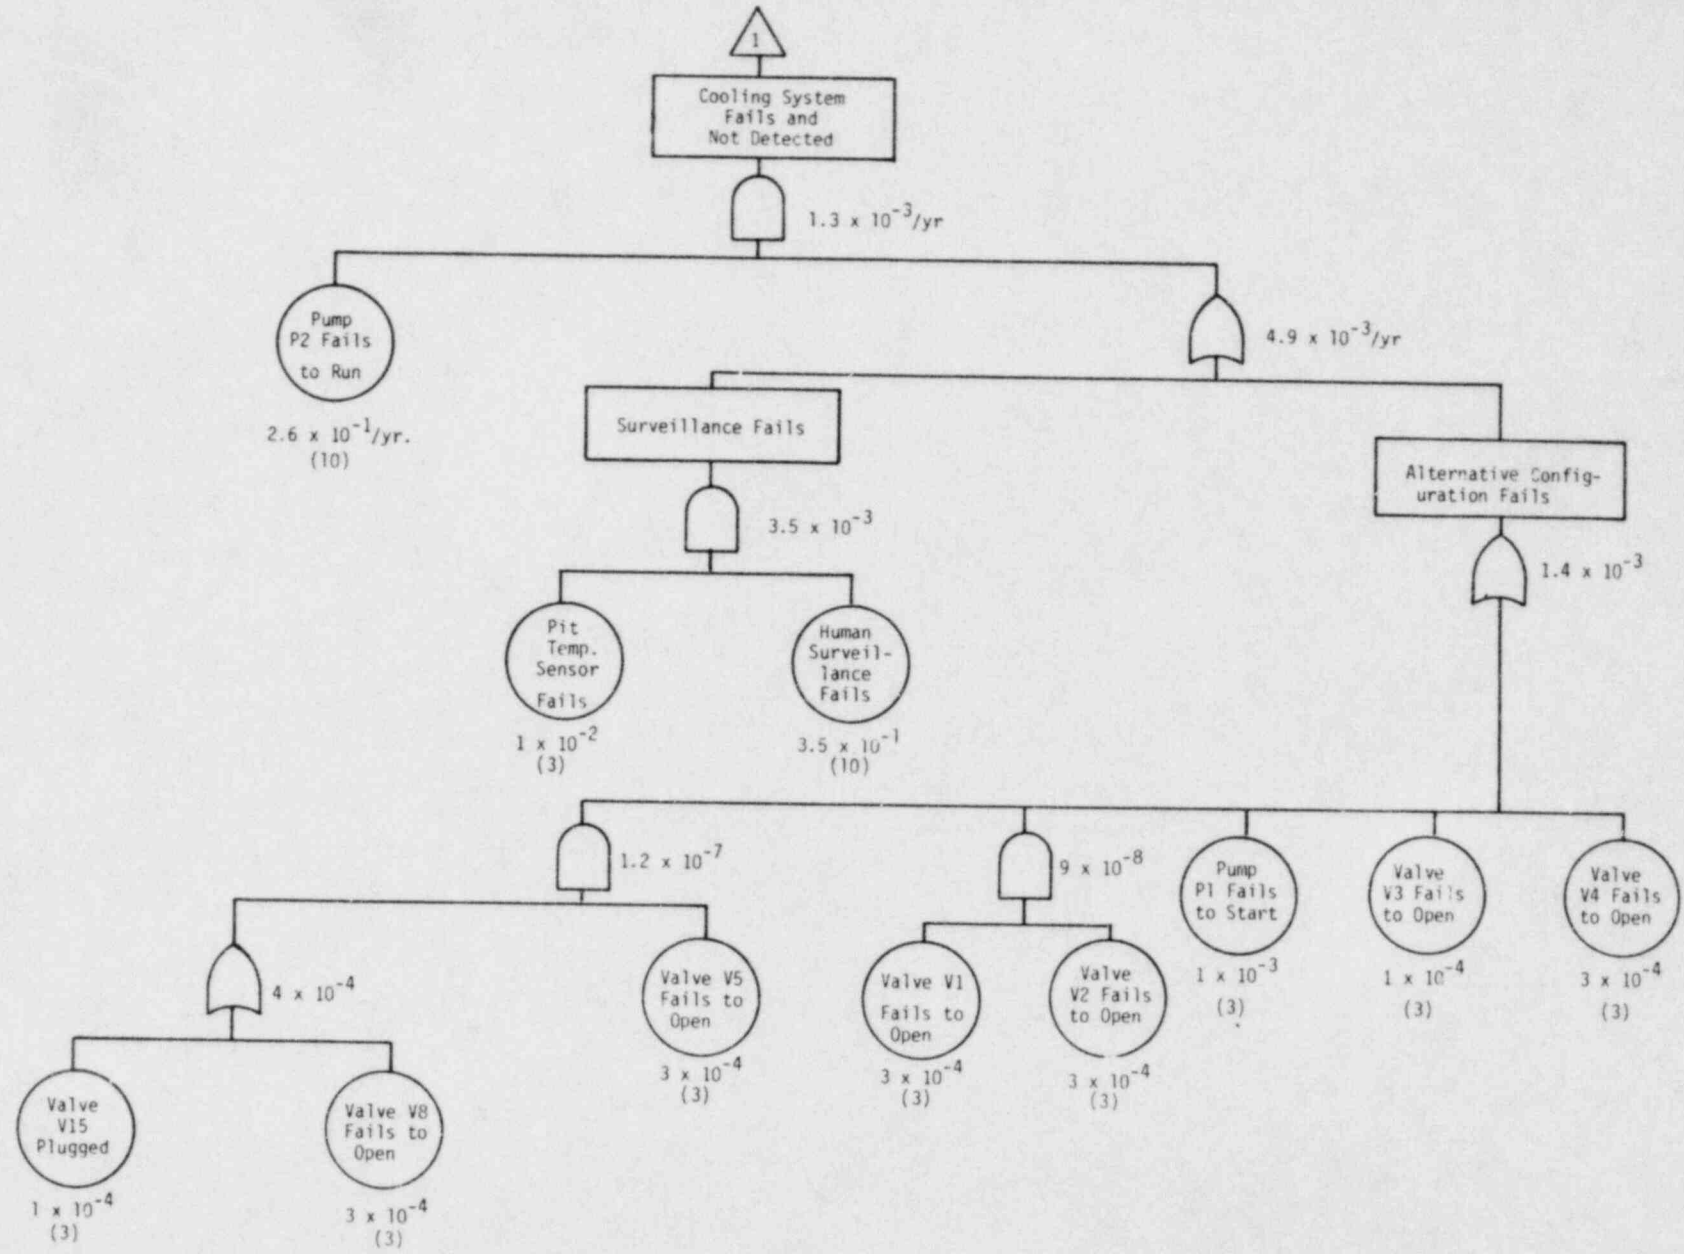 1
Cooling System
Fails and
Not Detected
1.3 x 10^-3/yr
Pump
P2 Fails
to Run
2.6 x 10^-1/yr.
(10)
4.9 x 10^-3/yr
Surveillance Fails
3.5 x 10^-3
Alternative Config-
uration Fails
1.4 x 10^-3
Pit
Temp.
Sensor
Fails
1 x 10^-2
(3)
Human
Surveil-
lance
Fails
3.5 x 10^-1
(10)
1.2 x 10^-7
9 x 10^-8
Pump
P1 Fails
to Start
1 x 10^-3
(3)
Valve
V3 Fails
to Open
1 x 10^-4
(3)
Valve
V4 Fails
to Open
3 x 10^-4
(3)
4 x 10^-4
Valve V5
Fails to
Open
3 x 10^-4
(3)
Valve V1
Fails to
Open
3 x 10^-4
(3)
Valve
V2 Fails
to Open
3 x 10^-4
(3)
Valve
V15
Plugged
1 x 10^-4
(3)
Valve V8
Fails to
Open
3 x 10^-4
(3)